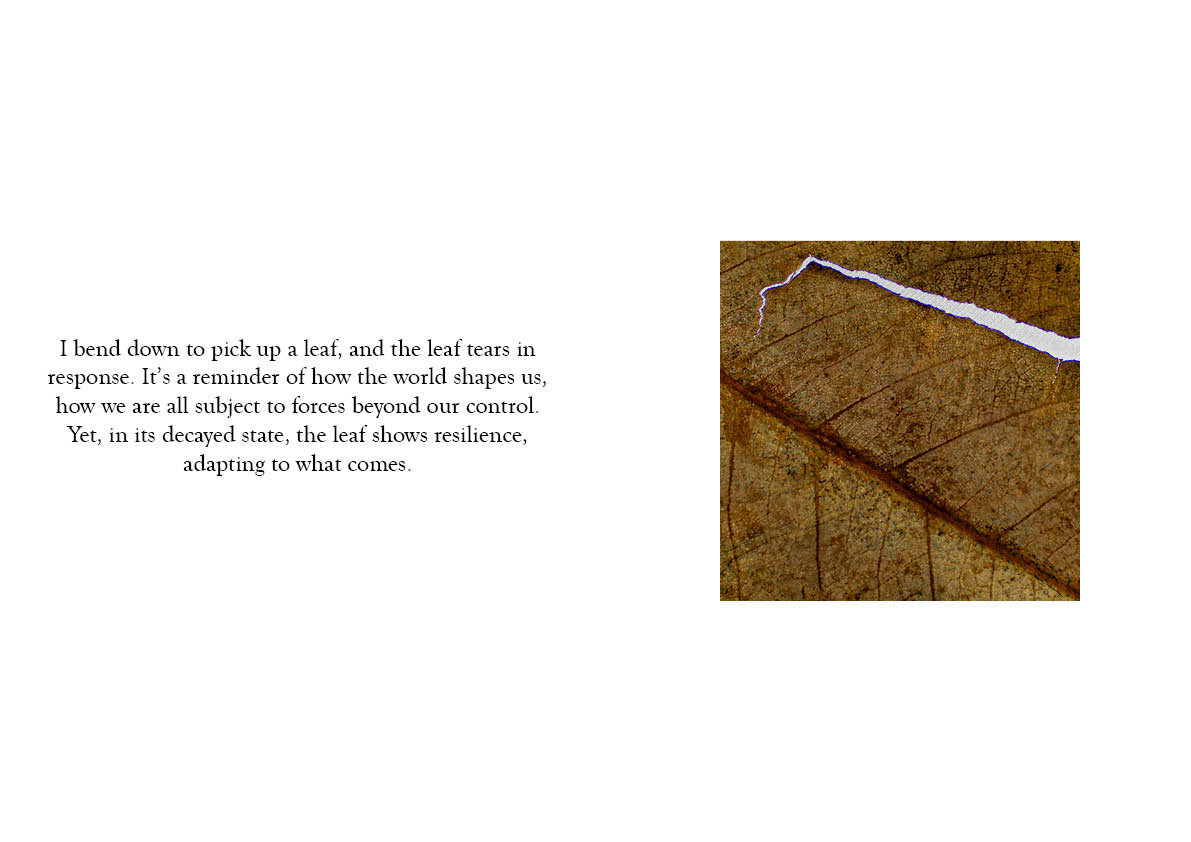 I bend down to pick up a leaf, and the leaf tears in
response. It’s a reminder of how the world shapes us,
how we are all subject to forces beyond our control.
Yet, in its decayed state, the leaf shows resilience,
adapting to what comes.